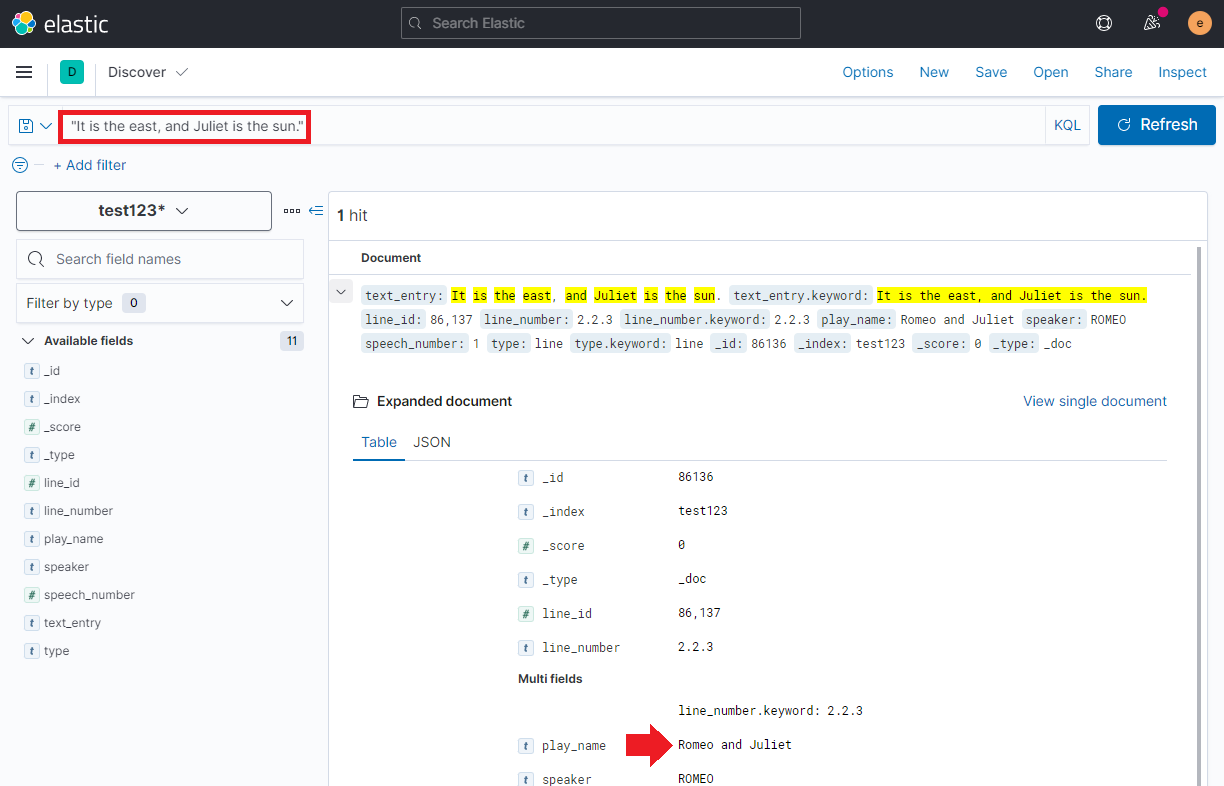 elastic
Search Elastic
e
D
Discover
Options
New
Save
Open
Share
Inspect
"It is the east, and Juliet is the sun."
KQL
Refresh
+ Add filter
test123*
Search field names
Filter by type 0
Available fields 11
t _id
t _index
# _score
t _type
# line_id
t line_number
t play_name
t speaker
# speech_number
t text_entry
t type
1 hit
Document
text_entry: It is the east, and Juliet is the sun. text_entry.keyword: It is the east, and Juliet is the sun.
line_id: 86,137 line_number: 2.2.3 line_number.keyword: 2.2.3 play_name: Romeo and Juliet speaker: ROMEO
speech_number: 1 type: line type.keyword: line _id: 86136 _index: test123 _score: 0 _type: _doc
Expanded document
View single document
Table JSON
t _id 86136
t _index test123
# _score 0
t _type _doc
# line_id 86,137
t line_number 2.2.3
Multi fields
line_number.keyword: 2.2.3
t play_name Romeo and Juliet
t speaker ROMEO